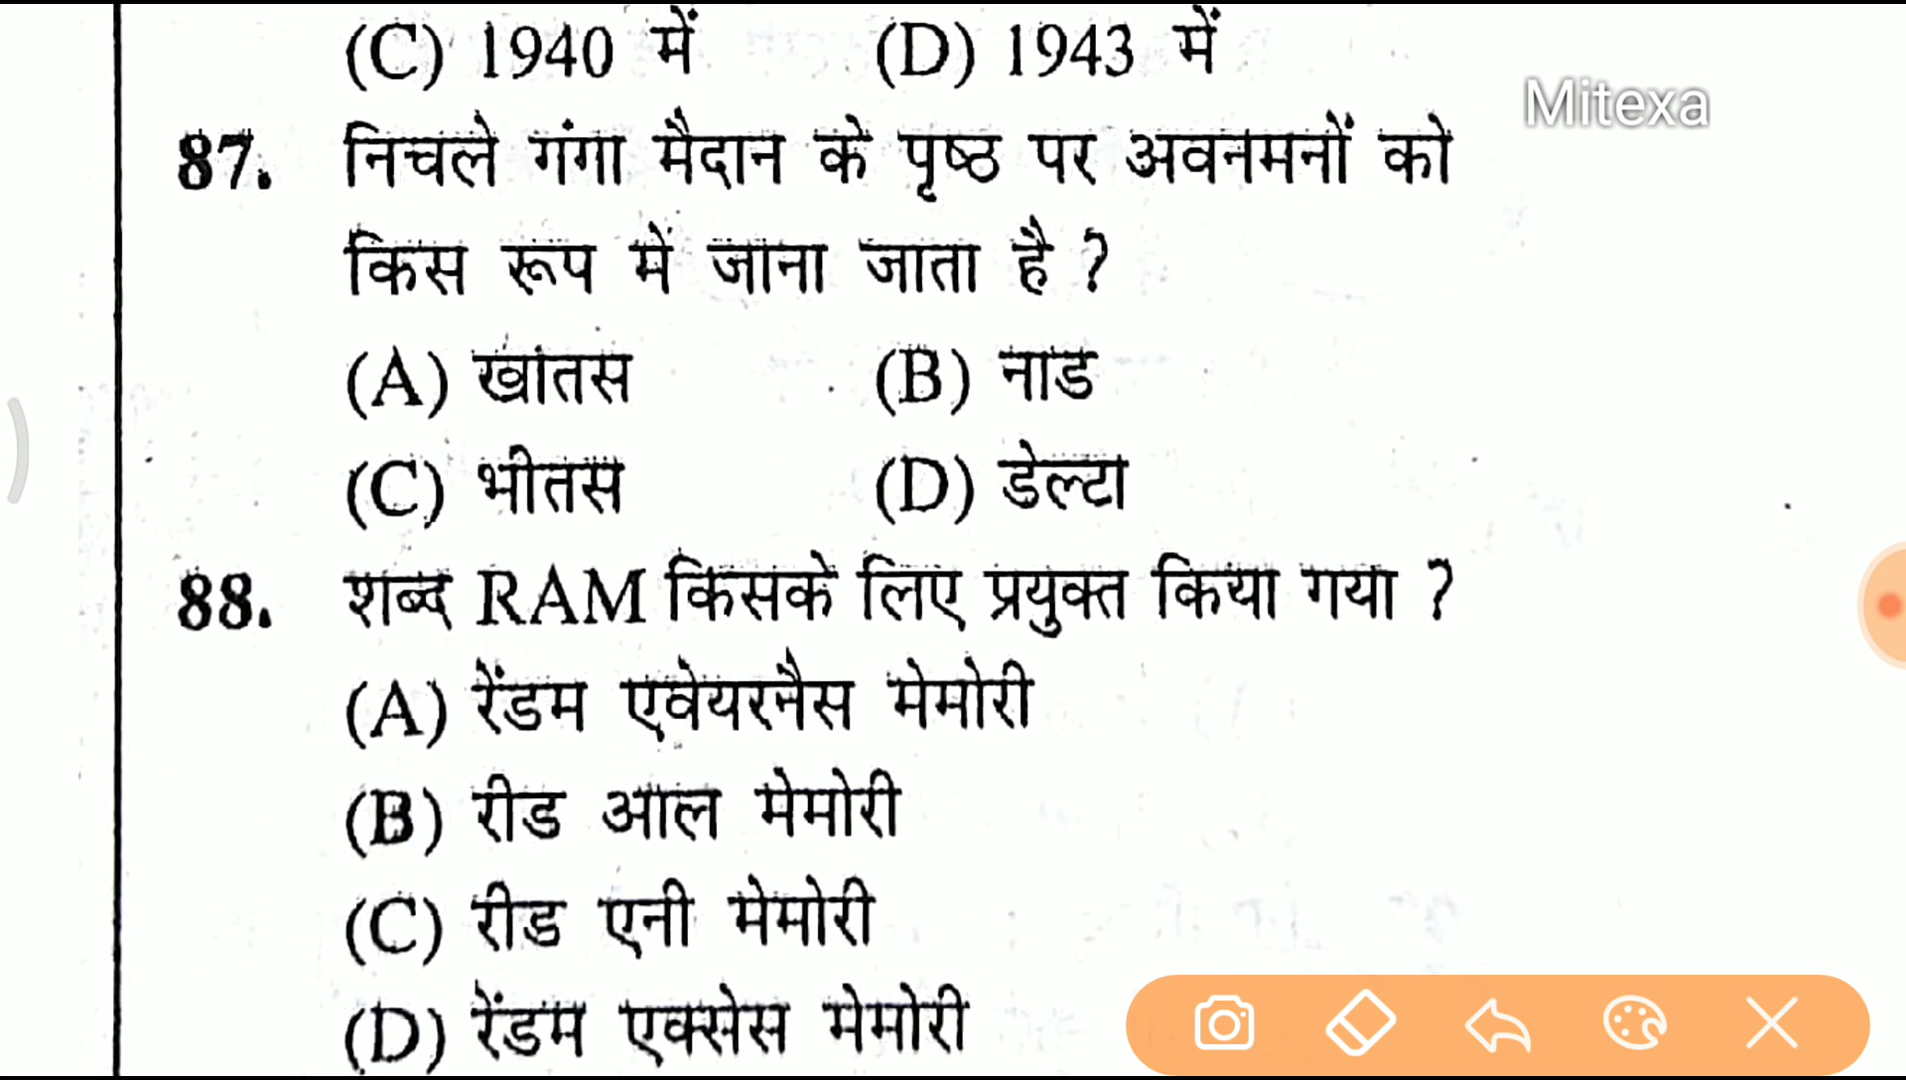 (C) 1940 में (D) 1943 में
Mitexa
87. निचले गंगा मैदान के पृष्ठ पर अवनमनों को
किस रूप में जाना जाता है ?
(A) खातस (B) नाड
(C) भीतस (D) डेल्टा
88. शब्द RAM किसके लिए प्रयुक्त किया गया ?
(A) रेंडम एवेयरनैस मेमोरी
(B) रीड आल मेमोरी
(C) रीड एनी मेमोरी
(D) रेंडम एक्सेस मेमोरी